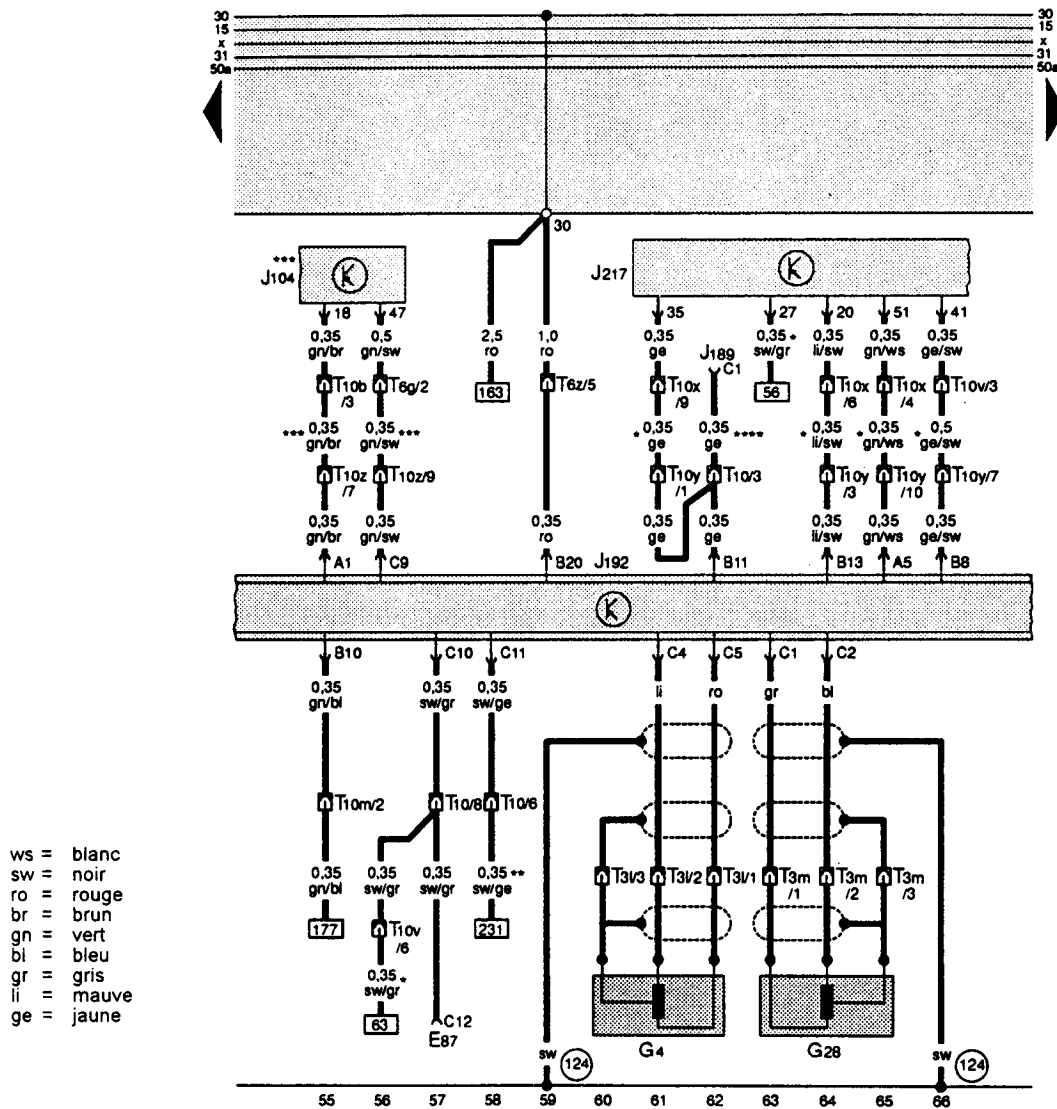 30 30
15 15
x x
31 31
50a 50a
30
***
J104 J217
18 47 35 27 20 51 41
0,35 0,5 2,5 1,0 0,35 0,35 0,35 0,35 0,35
gn/br gn/sw ro ro ge sw/gr * li/sw gn/ws ge/sw
J189
C1
T10b T6g/2 163 T6z/5 T10x 56 T10x T10x T10v/3
/3 /9 /6 /4
*** 0,35 0,35 *** * 0,35 0,35 **** * 0,35 * 0,35 * 0,5
gn/br gn/sw ge ge li/sw gn/ws ge/sw
T10z T10z/9 T10y T10/3 T10y T10y T10y/7
/7 /1 /3 /10
0,35 0,35 0,35 0,35 0,35 0,35 0,35 0,35
gn/br gn/sw ro ge ge li/sw gn/ws ge/sw
A1 C9 B20 J192 B11 B13 A5 B8
B10 C10 C11 C4 C5 C1 C2
0,35 0,35 0,35 li ro gr bl
gn/bl sw/gr sw/ge
T10m/2 T10/8 T10/6
0,35 0,35 0,35 0,35 ** T3l/3 T3l/2 T3l/1 T3m T3m T3m
gn/bl sw/gr sw/gr sw/ge /1 /2 /3
177 T10v 231
/6
0,35 *
sw/gr
63 C12
E87
G4 G28
sw 124 sw 124
55 56 57 58 59 60 61 62 63 64 65 66
ws = blanc
sw = noir
ro = rouge
br = brun
gn = vert
bl = bleu
gr = gris
li = mauve
ge = jaune